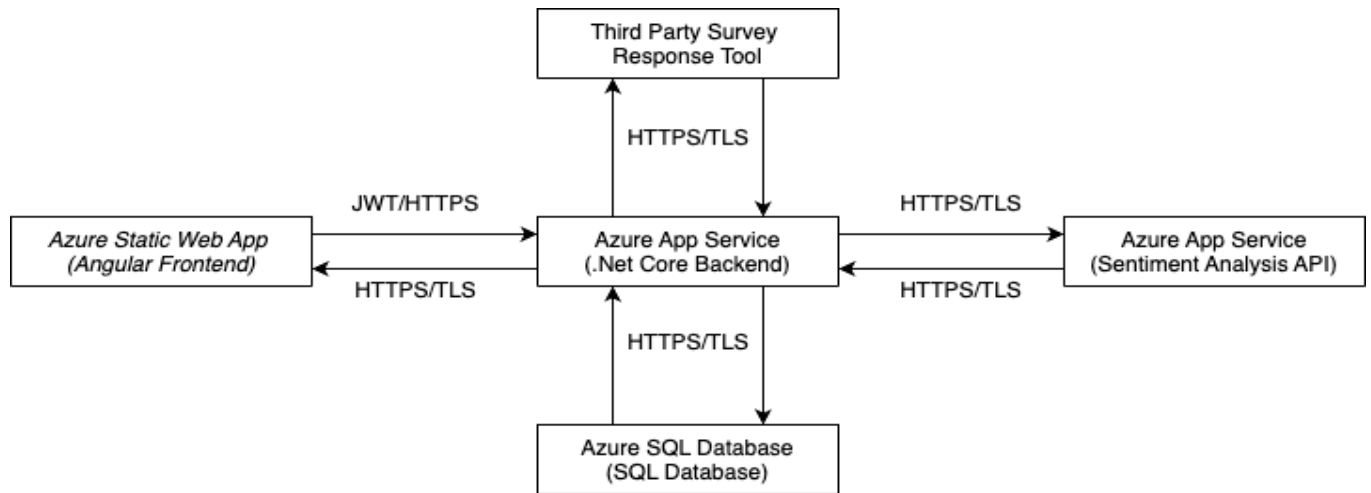 Third Party Survey
Response Tool
HTTPS/TLS
JWT/HTTPS
HTTPS/TLS
Azure Static Web App
(Angular Frontend)
Azure App Service
(.Net Core Backend)
Azure App Service
(Sentiment Analysis API)
HTTPS/TLS
HTTPS/TLS
HTTPS/TLS
Azure SQL Database
(SQL Database)